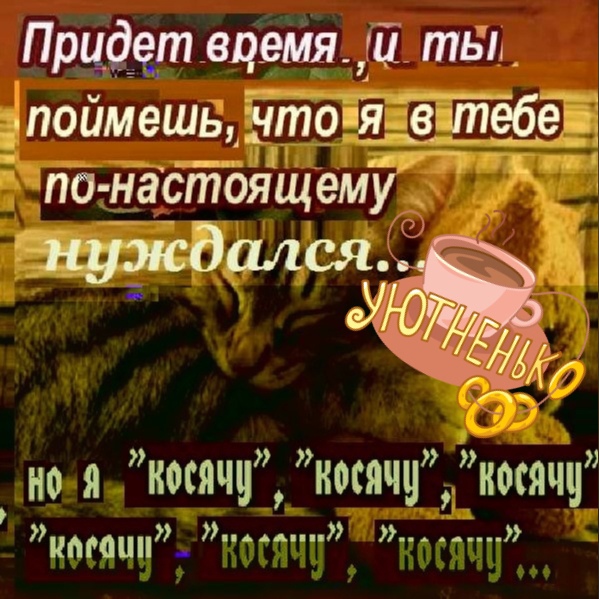 Придет время., и ты
поймешь, что я в тебе
по-настоящему
нуждался...
УЮТНЕНЬКО
но я "косячу", "косячу", "косячу"
, "косячу", "косячу", "косячу"...